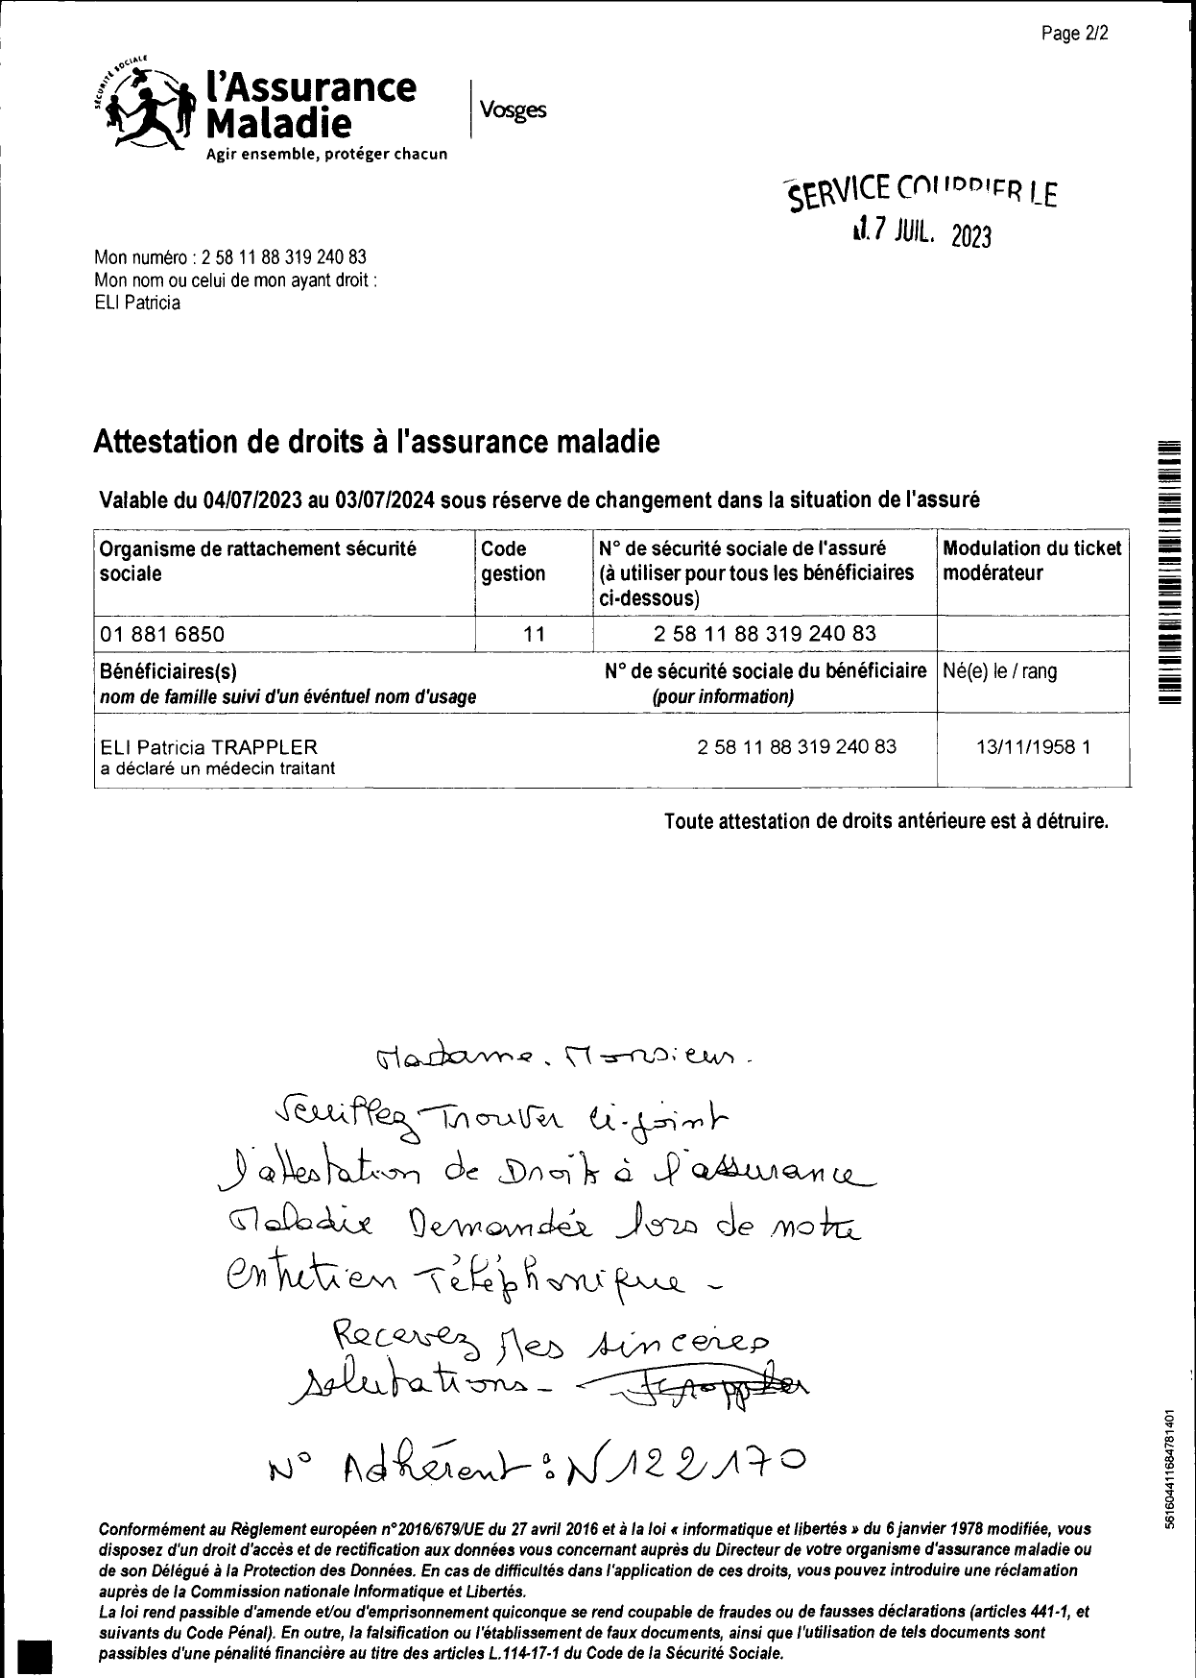 Page 2/2
SÉCURITÉ SOCIALE
l'Assurance
Maladie
Agir ensemble, protéger chacun
Vosges
SERVICE COURRIER LE
17 JUIL. 2023
Mon numéro : 2 58 11 88 319 240 83
Mon nom ou celui de mon ayant droit :
ELI Patricia
Attestation de droits à l'assurance maladie
Valable du 04/07/2023 au 03/07/2024 sous réserve de changement dans la situation de l'assuré
Organisme de rattachement sécurité sociale
Code gestion
N° de sécurité sociale de l'assuré (à utiliser pour tous les bénéficiaires ci-dessous)
Modulation du ticket modérateur
01 881 6850 11 2 58 11 88 319 240 83
Bénéficiaires(s) N° de sécurité sociale du bénéficiaire Né(e) le / rang
nom de famille suivi d'un éventuel nom d'usage (pour information)
ELI Patricia TRAPPLER 2 58 11 88 319 240 83 13/11/1958 1
a déclaré un médecin traitant
Toute attestation de droits antérieure est à détruire.
Madame. Monsieur.
Veuillez Trouver ci-joint
l'attestation de Droits à l'assurance
Maladie Demandée lors de notre
entretien Téléphonique -
Recevez Mes sincères
salutations - Trappler
N° Adhérent : N122170
56160441168478 1401
Conformément au Règlement européen n°2016/679/UE du 27 avril 2016 et à la loi « informatique et libertés » du 6 janvier 1978 modifiée, vous
disposez d'un droit d'accès et de rectification aux données vous concernant auprès du Directeur de votre organisme d'assurance maladie ou
de son Délégué à la Protection des Données. En cas de difficultés dans l'application de ces droits, vous pouvez introduire une réclamation
auprès de la Commission nationale Informatique et Libertés.
La loi rend passible d'amende et/ou d'emprisonnement quiconque se rend coupable de fraudes ou de fausses déclarations (articles 441-1, et
suivants du Code Pénal). En outre, la falsification ou l'établissement de faux documents, ainsi que l'utilisation de tels documents sont
passibles d'une pénalité financière au titre des articles L.114-17-1 du Code de la Sécurité Sociale.